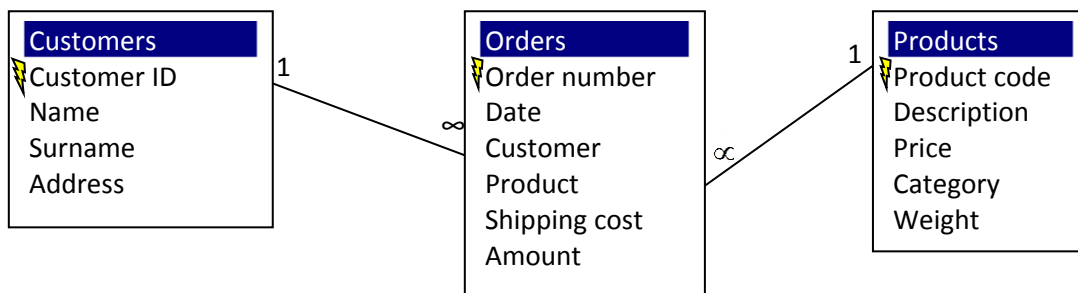 Customers
Customer ID
Name
Surname
Address
1
∞
Orders
Order number
Date
Customer
Product
Shipping cost
Amount
∝
1
Products
Product code
Description
Price
Category
Weight